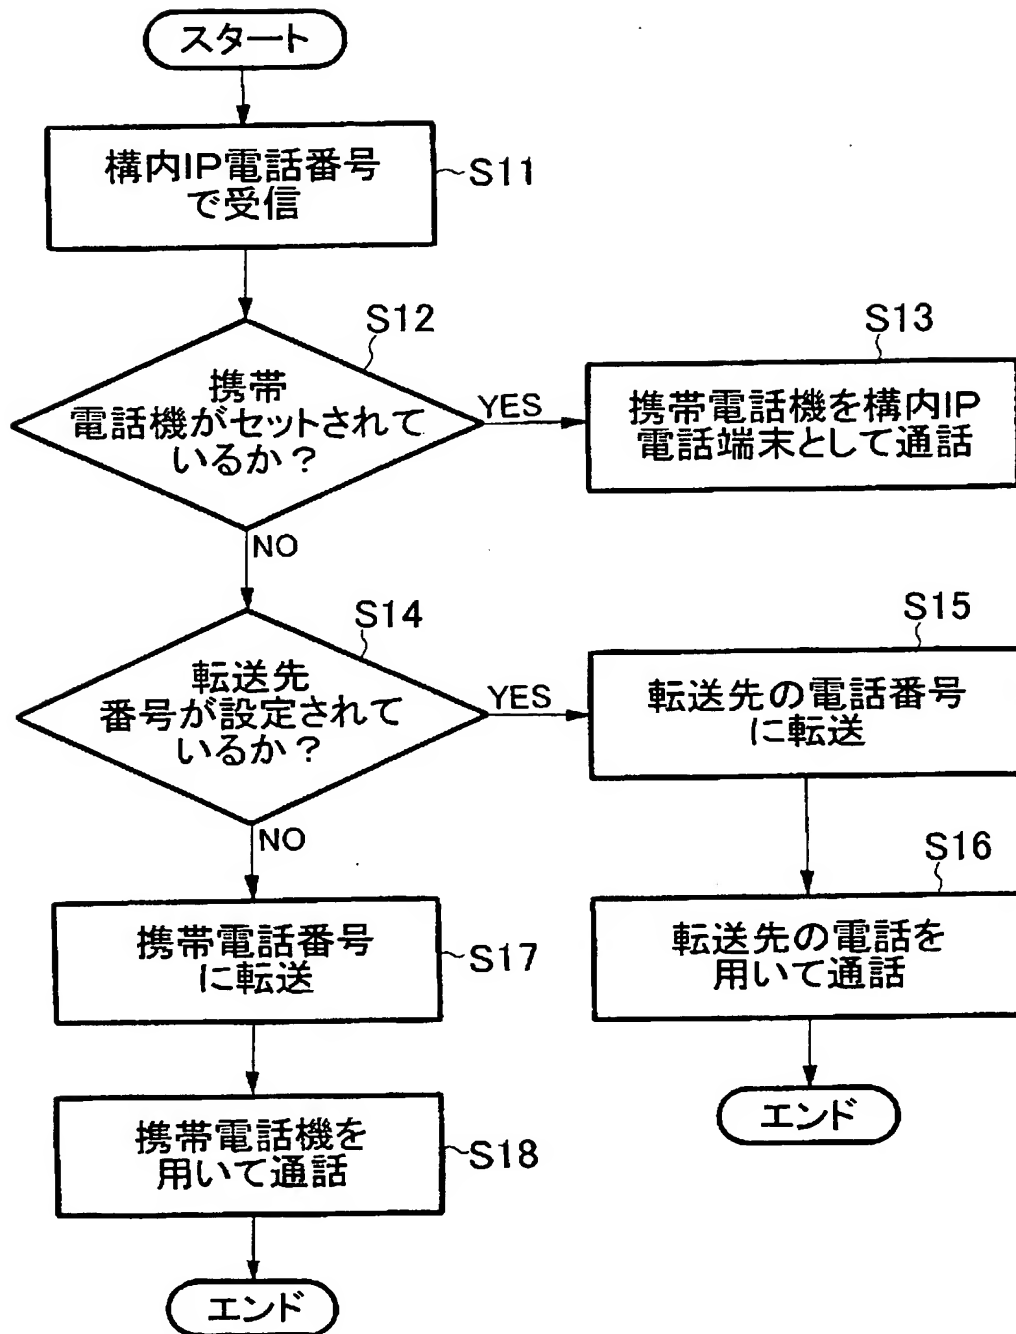 スタート
構内IP電話番号
で受信
S11
S12
携帯
電話機がセットされて
いるか？
YES
S13
携帯電話機を構内IP
電話端末として通話
NO
S14
転送先
番号が設定されて
いるか？
YES
S15
転送先の電話番号
に転送
NO
S16
転送先の電話を
用いて通話
エンド
携帯電話番号
に転送
S17
携帯電話機を
用いて通話
S18
エンド